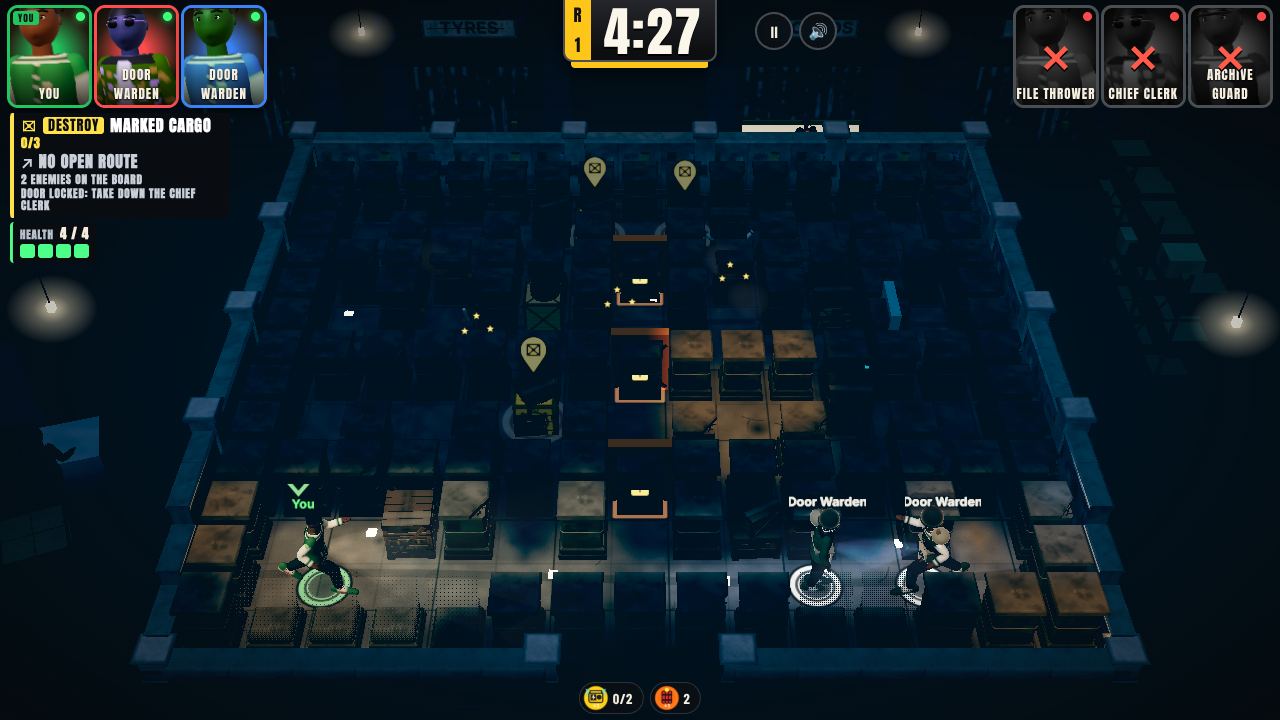 YOU
YOU
DOOR
WARDEN
DOOR
WARDEN
R
1
4:27
FILE THROWER
CHIEF CLERK
ARCHIVE
GUARD
TYRES
DESTROY MARKED CARGO
0/3
NO OPEN ROUTE
2 ENEMIES ON THE BOARD
DOOR LOCKED: TAKE DOWN THE CHIEF
CLERK
HEALTH 4 / 4
You
Door Warden
Door Warden
0/2
2